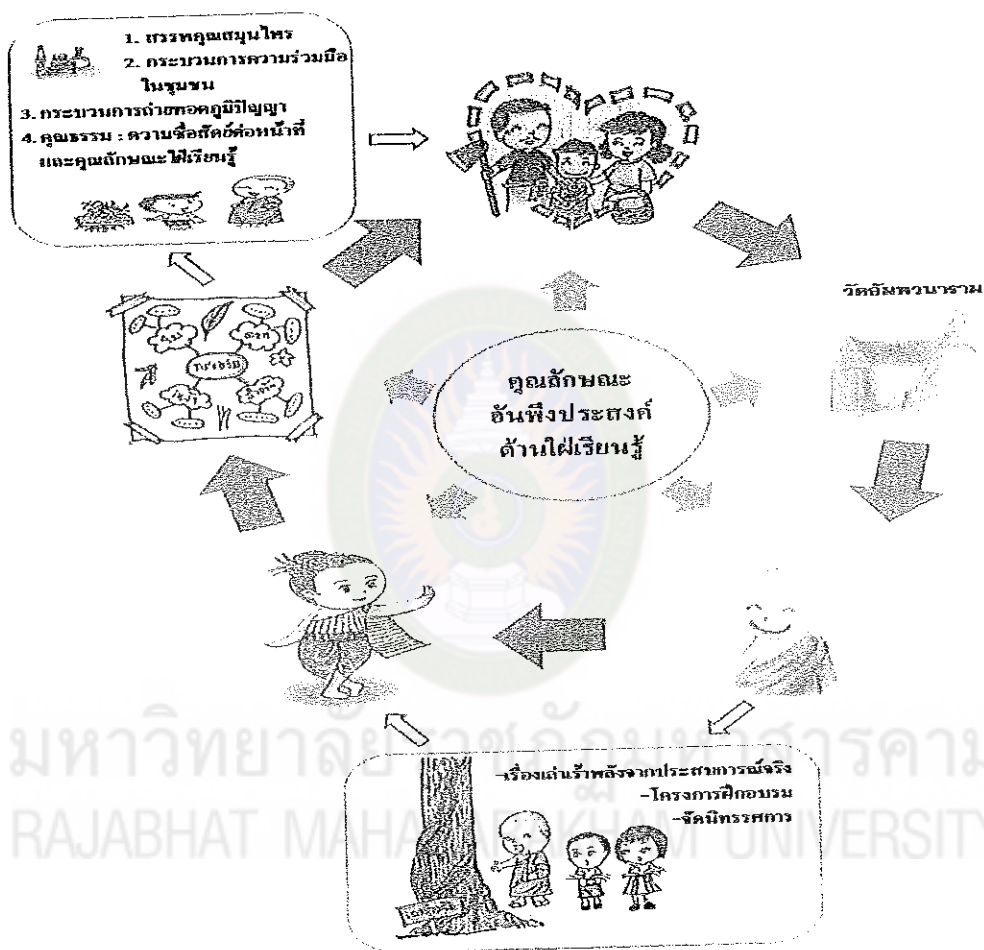 1. สรรพคุณสมุนไพร
2. กระบวนการความร่วมมือ
ในชุมชน
3. กระบวนการถ่ายทอดภูมิปัญญา
4. คุณธรรม : ความซื่อสัตย์ต่อหน้าที่
และคุณลักษณะใฝ่เรียนรู้
วัดอัมพวนาราม
คุณลักษณะ
อันพึงประสงค์
ด้านใฝ่เรียนรู้
-เรื่องเล่าเร้าพลังจากประสบการณ์จริง
-โครงการฝึกอบรม
-จัดนิทรรศการ
มหาวิทยาลัยราชภัฏมหาสารคาม
RAJABHAT MAHASARAKHAM UNIVERSITY